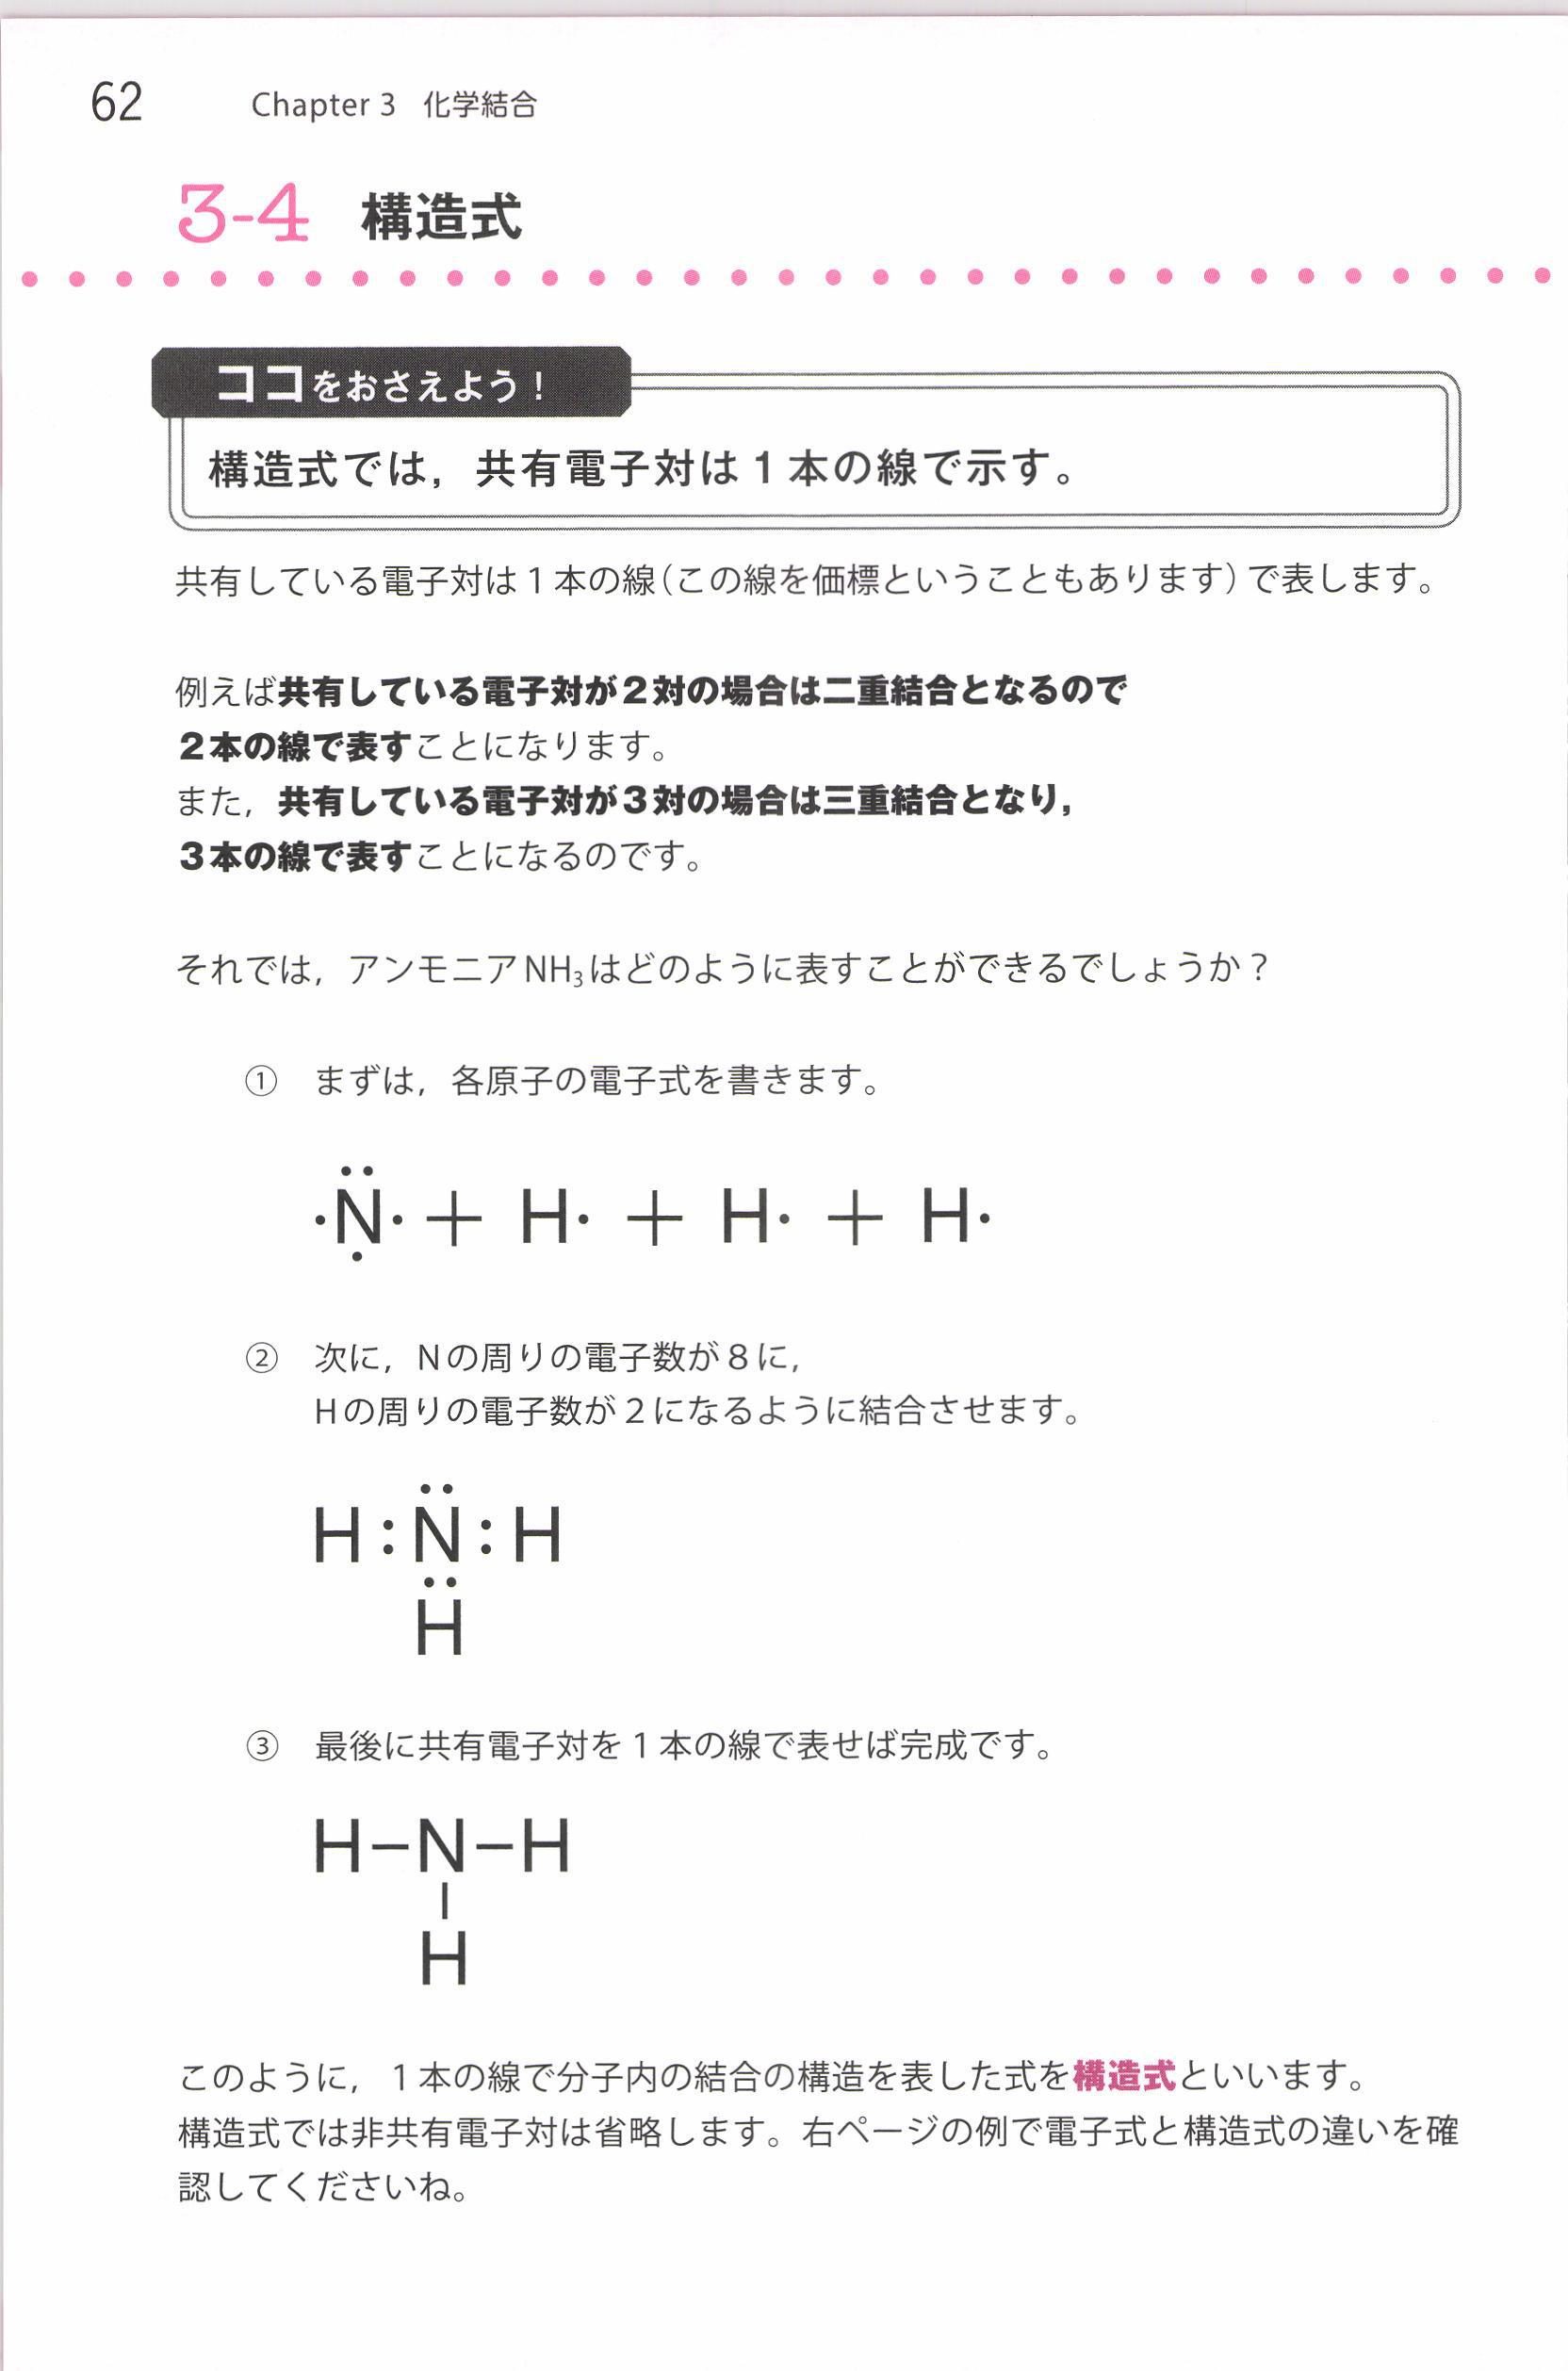 62 Chapter 3 化学結合
3-4 構造式
ココをおさえよう！
構造式では，共有電子対は１本の線で示す。
共有している電子対は１本の線（この線を価標ということもあります）で表します。
例えば共有している電子対が２対の場合は二重結合となるので
２本の線で表すことになります。
また，共有している電子対が３対の場合は三重結合となり，
３本の線で表すことになるのです。
それでは，アンモニアNH₃はどのように表すことができるでしょうか？
① まずは，各原子の電子式を書きます。
·N· + H· + H· + H·
② 次に，Nの周りの電子数が８に，
Hの周りの電子数が２になるように結合させます。
H:N:H
H
③ 最後に共有電子対を１本の線で表せば完成です。
H−N−H
|
H
このように，１本の線で分子内の結合の構造を表した式を構造式といいます。
構造式では非共有電子対は省略します。右ページの例で電子式と構造式の違いを確
認してくださいね。